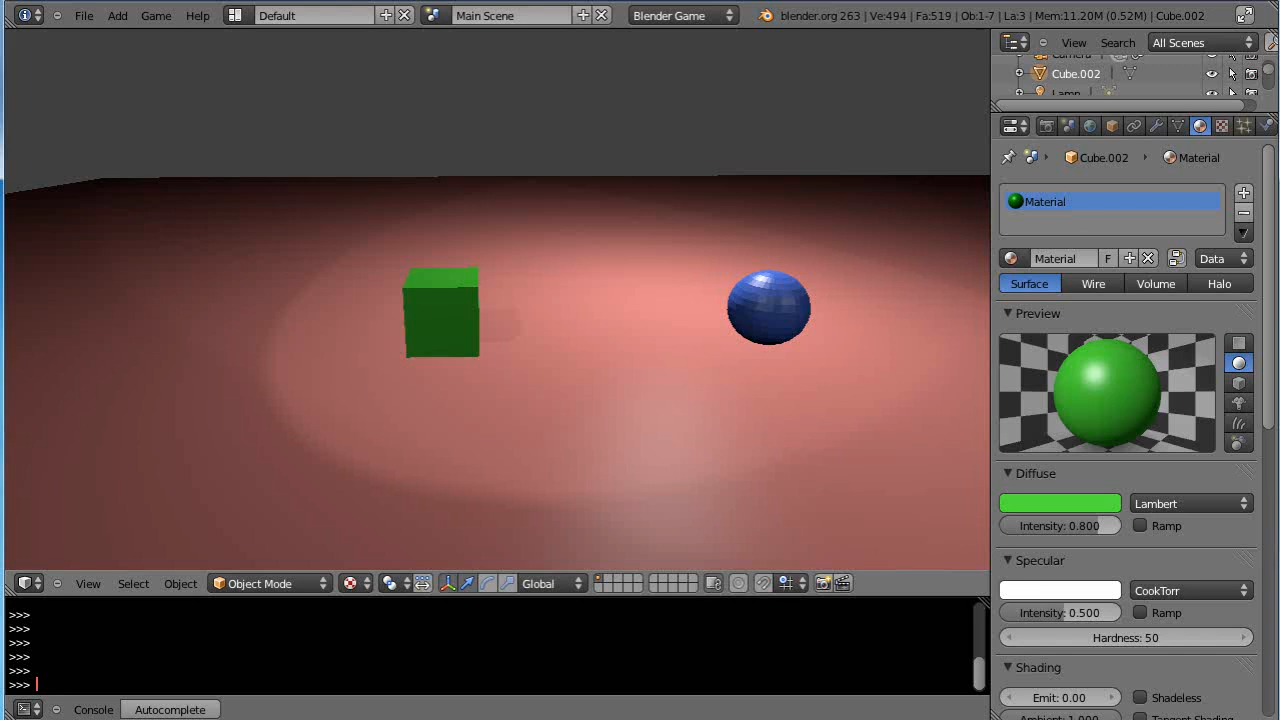 File Add Game Help Default Main Scene Blender Game blender.org 263 | Ve:494 | Fa:519 | Ob:1-7 | La:3 | Mem:11.20M (0.52M) | Cube.002
View Search All Scenes
Camera
Cube.002
Lamp
Cube.002 Material
Material
Material F Data
Surface Wire Volume Halo
Preview
Diffuse
Lambert
Intensity: 0.800 Ramp
Specular
CookTorr
Intensity: 0.500 Ramp
Hardness: 50
Shading
Emit: 0.00 Shadeless
Ambient: 1.000 Tangent Shading
View Select Object Object Mode Global
>>>
>>>
>>>
>>>
>>>
>>>
Console Autocomplete